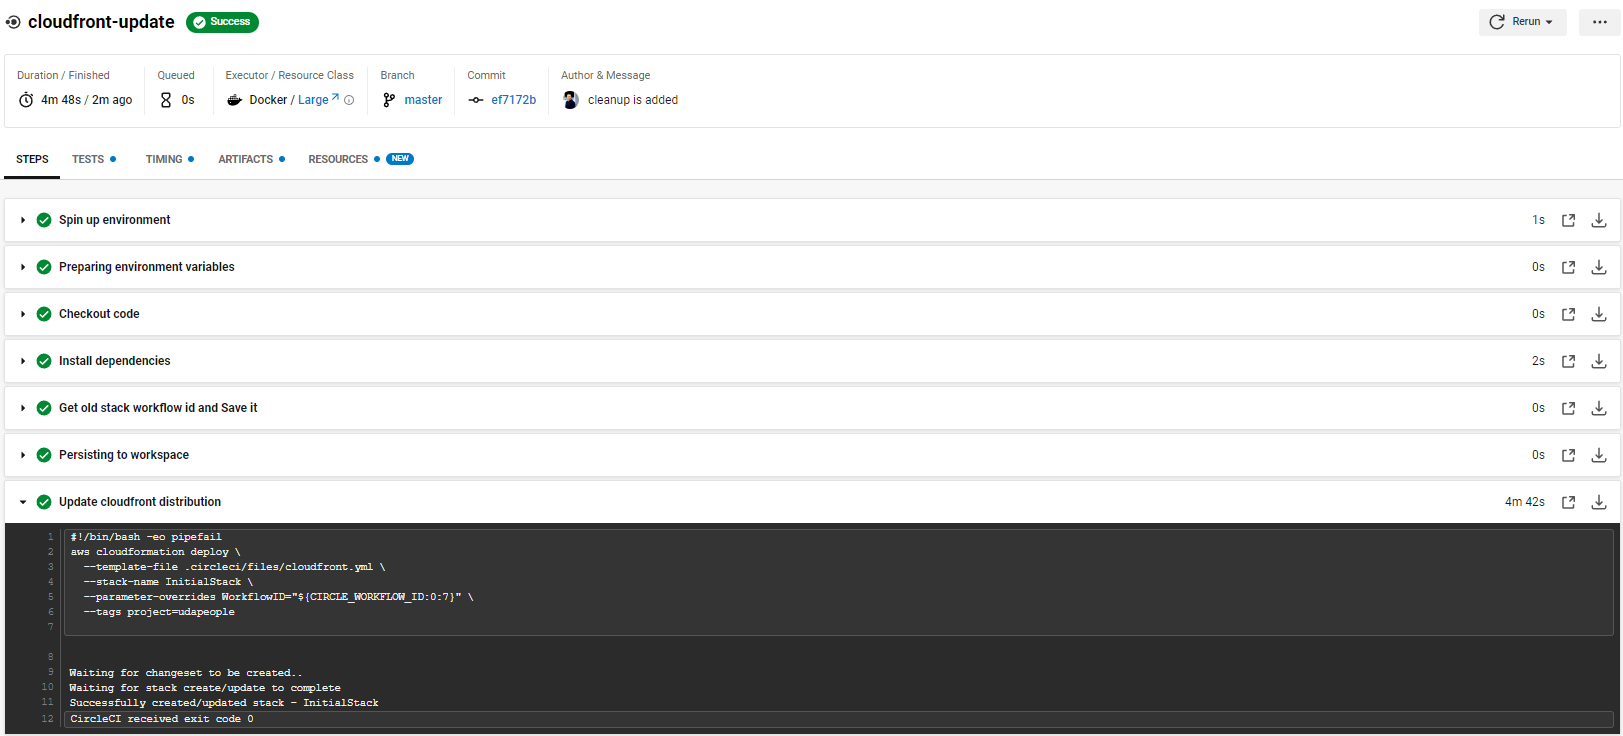 cloudfront-update Success Rerun
Duration / Finished Queued Executor / Resource Class Branch Commit Author & Message
4m 48s / 2m ago 0s Docker / Large master ef7172b cleanup is added
STEPS TESTS TIMING ARTIFACTS RESOURCES NEW
Spin up environment 1s
Preparing environment variables 0s
Checkout code 0s
Install dependencies 2s
Get old stack workflow id and Save it 0s
Persisting to workspace 0s
Update cloudfront distribution 4m 42s
1 #!/bin/bash -eo pipefail
2 aws cloudformation deploy \
3 --template-file .circleci/files/cloudfront.yml \
4 --stack-name InitialStack \
5 --parameter-overrides WorkflowID="${CIRCLE_WORKFLOW_ID:0:7}" \
6 --tags project=udapeople
7
8
9 Waiting for changeset to be created..
10 Waiting for stack create/update to complete
11 Successfully created/updated stack - InitialStack
12 CircleCI received exit code 0